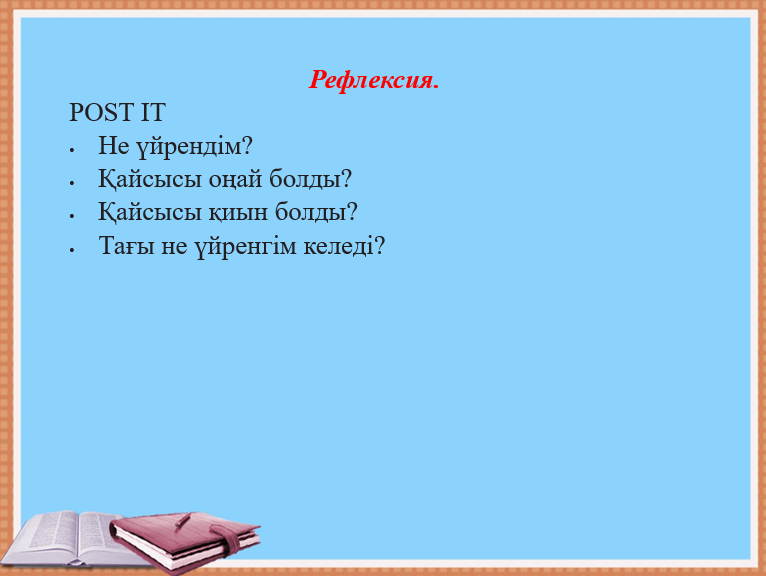 Рефлексия.
POST IT
• Не үйрендім?
• Қайсысы оңай болды?
• Қайсысы қиын болды?
• Тағы не үйренгім келеді?